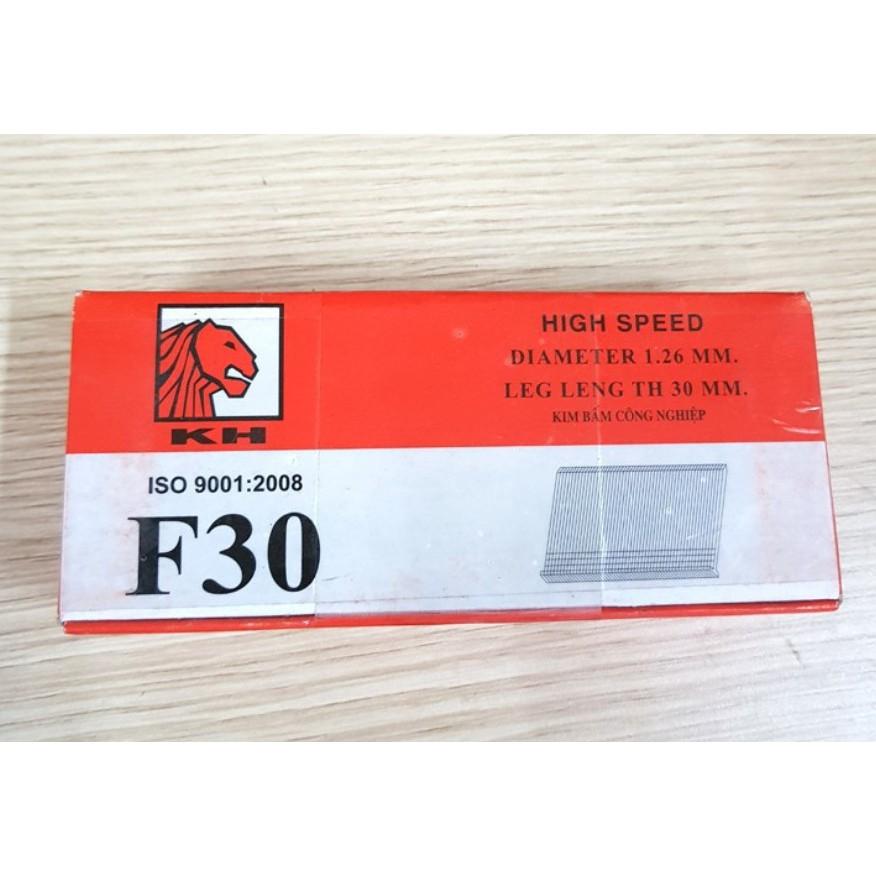 KH
HIGH SPEED
DIAMETER 1.26 MM.
LEG LENG TH 30 MM.
KIM BẤM CÔNG NGHIỆP
ISO 9001:2008
F30